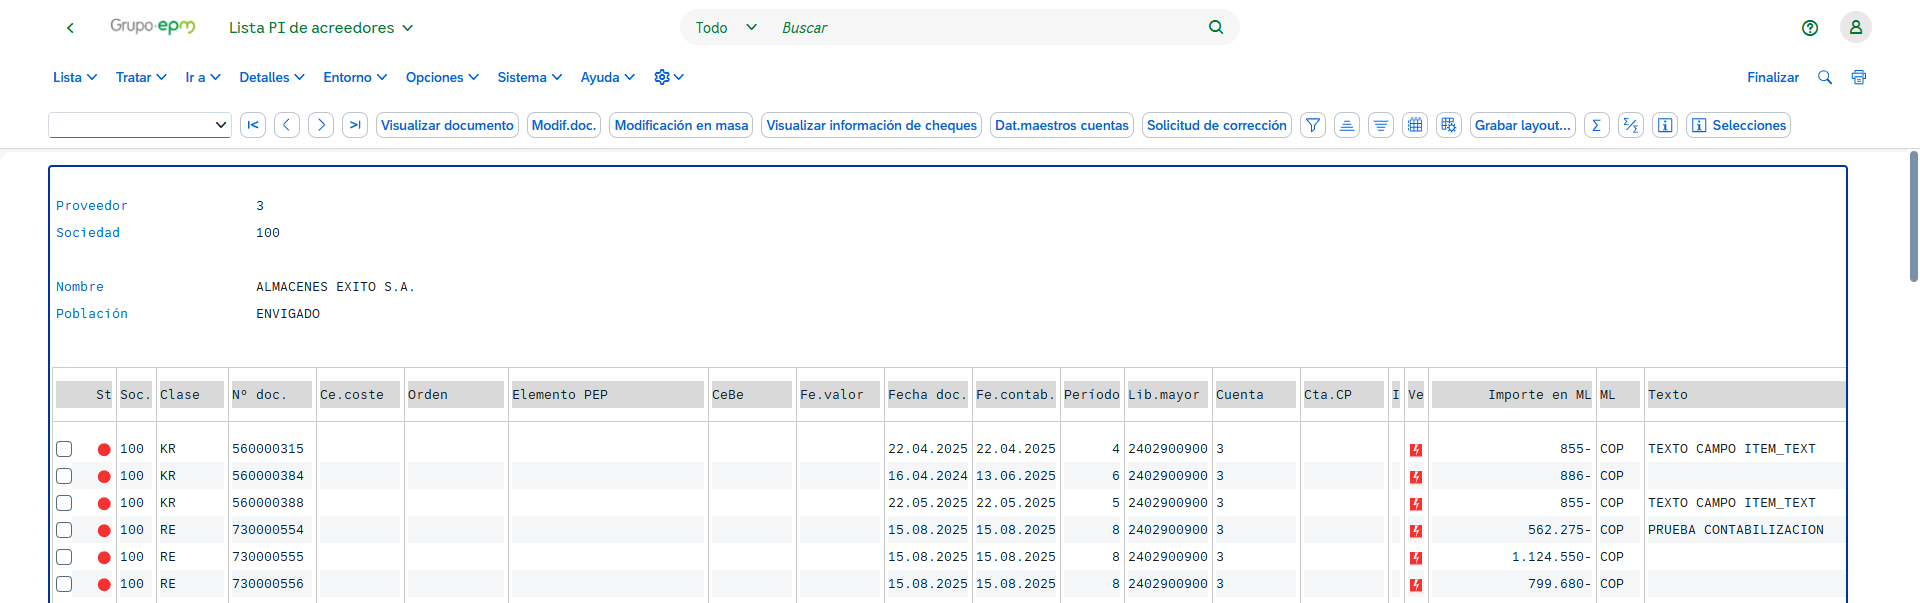 Grupo·epm Lista PI de acreedores Todo Buscar
Lista Tratar Ir a Detalles Entorno Opciones Sistema Ayuda Finalizar
Visualizar documento Modif.doc. Modificación en masa Visualizar información de cheques Dat.maestros cuentas Solicitud de corrección Grabar layout... Selecciones
Proveedor 3
Sociedad 100
Nombre ALMACENES EXITO S.A.
Población ENVIGADO
St Soc. Clase Nº doc. Ce.coste Orden Elemento PEP CeBe Fe.valor Fecha doc. Fe.contab. Período Lib.mayor Cuenta Cta.CP I Ve Importe en ML ML Texto
100 KR 560000315 22.04.2025 22.04.2025 4 2402900900 3 855- COP TEXTO CAMPO ITEM_TEXT
100 KR 560000384 16.04.2024 13.06.2025 6 2402900900 3 886- COP
100 KR 560000388 22.05.2025 22.05.2025 5 2402900900 3 855- COP TEXTO CAMPO ITEM_TEXT
100 RE 730000554 15.08.2025 15.08.2025 8 2402900900 3 562.275- COP PRUEBA CONTABILIZACION
100 RE 730000555 15.08.2025 15.08.2025 8 2402900900 3 1.124.550- COP
100 RE 730000556 15.08.2025 15.08.2025 8 2402900900 3 799.680- COP